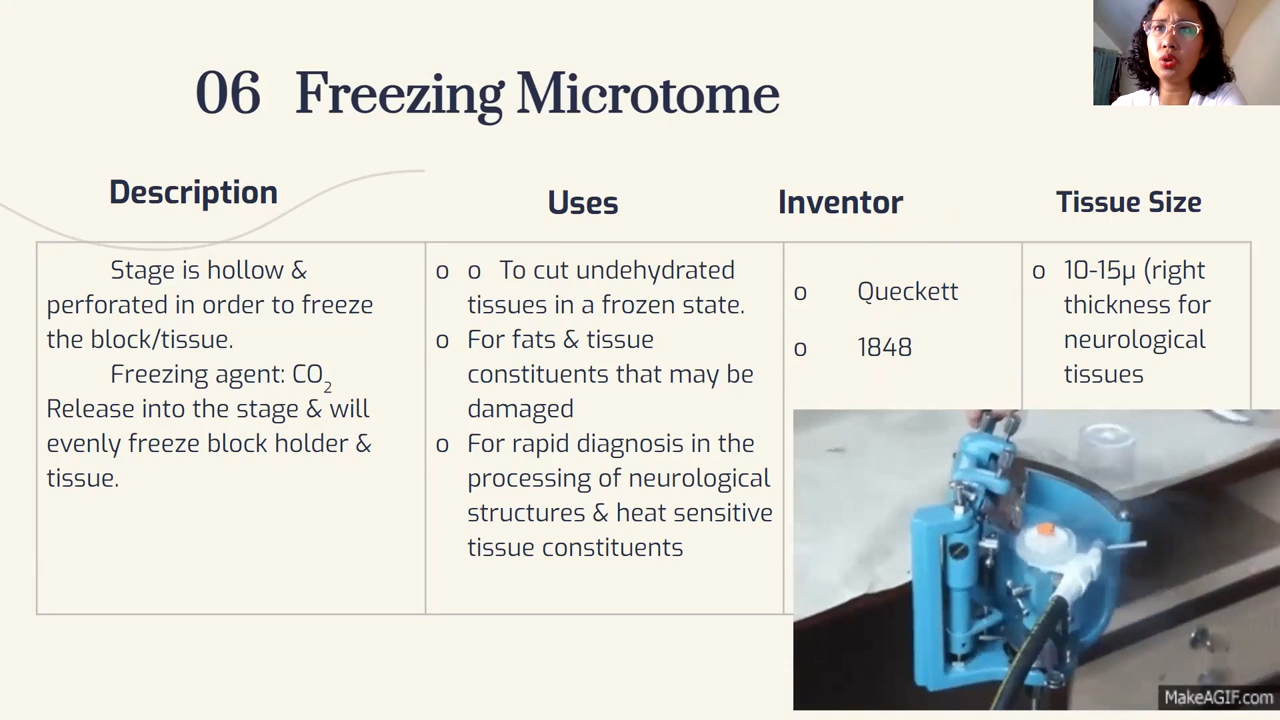 06 Freezing Microtome
Description
Uses
Inventor
Tissue Size
Stage is hollow &
perforated in order to freeze
the block/tissue.
Freezing agent: CO2
Release into the stage & will
evenly freeze block holder &
tissue.
o o To cut undehydrated
tissues in a frozen state.
o For fats & tissue
constituents that may be
damaged
o For rapid diagnosis in the
processing of neurological
structures & heat sensitive
tissue constituents
o Queckett
o 1848
o 10-15µ (right
thickness for
neurological
tissues
MakeAGIF.com